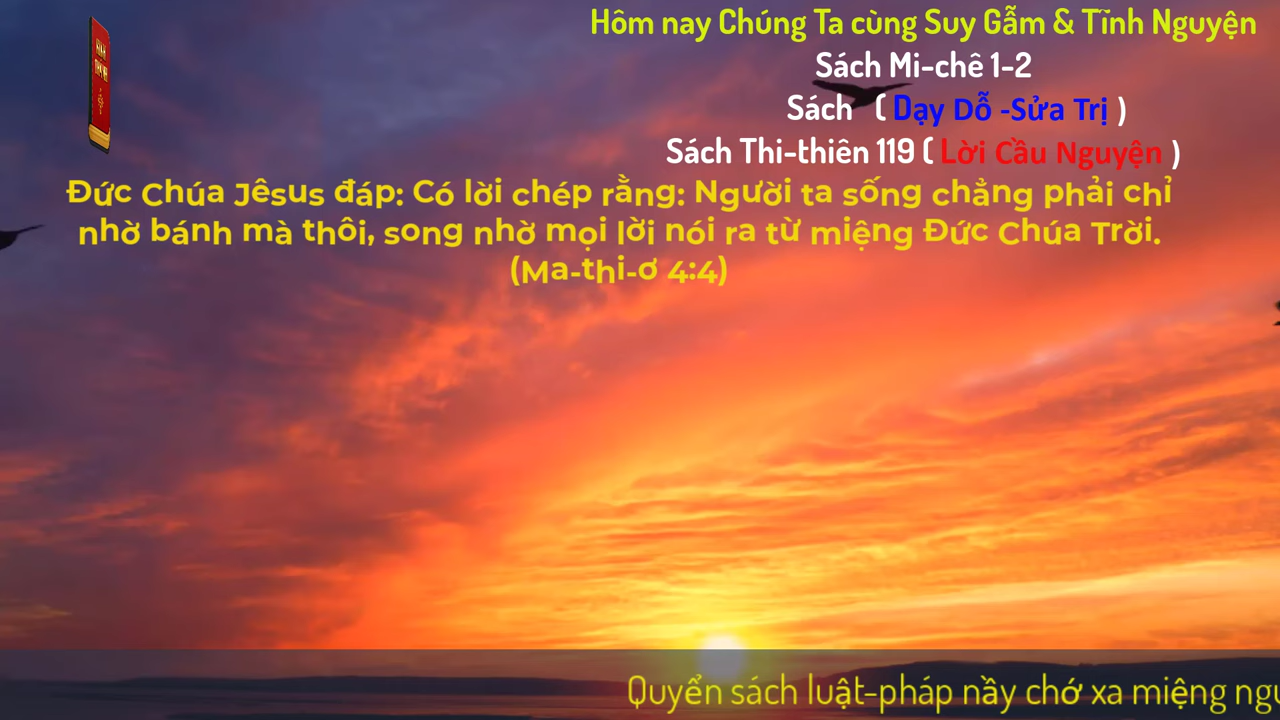 Hôm nay Chúng Ta cùng Suy Gẫm & Tĩnh Nguyện
Sách Mi-chê 1-2
Sách ( Dạy Dỗ -Sửa Trị )
Sách Thi-thiên 119 ( Lời Cầu Nguyện )
Đức Chúa Jêsus đáp: Có lời chép rằng: Người ta sống chẳng phải chỉ
nhờ bánh mà thôi, song nhờ mọi lời nói ra từ miệng Đức Chúa Trời.
(Ma-thi-ơ 4:4)
Quyển sách luật-pháp nầy chớ xa miệng ngư